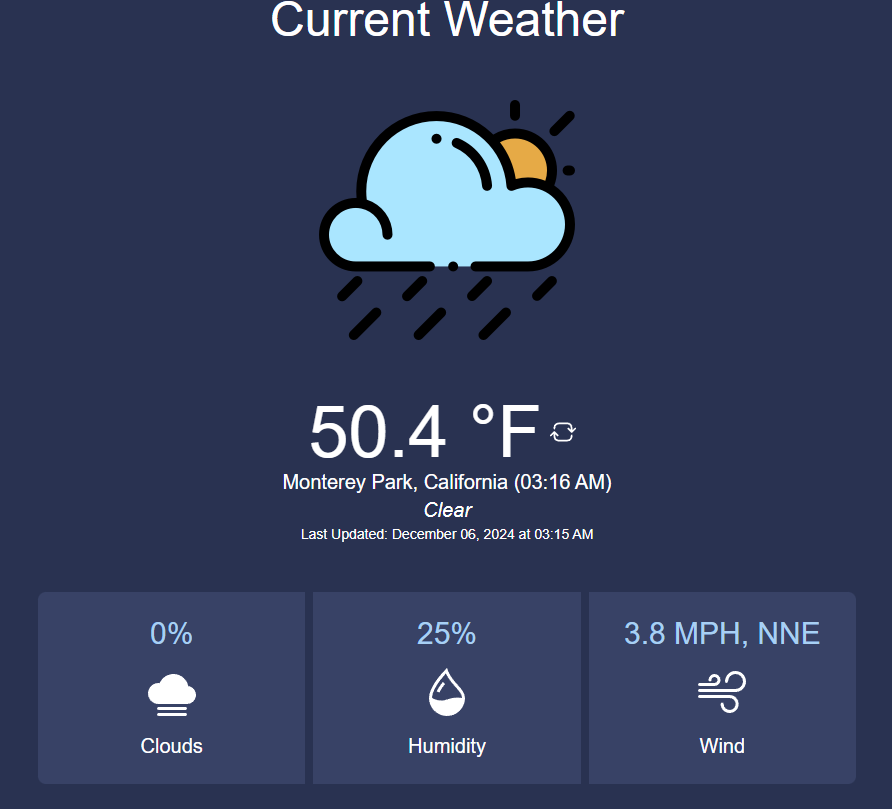 Current Weather
50.4 °F
Monterey Park, California (03:16 AM)
Clear
Last Updated: December 06, 2024 at 03:15 AM
0%
Clouds
25%
Humidity
3.8 MPH, NNE
Wind